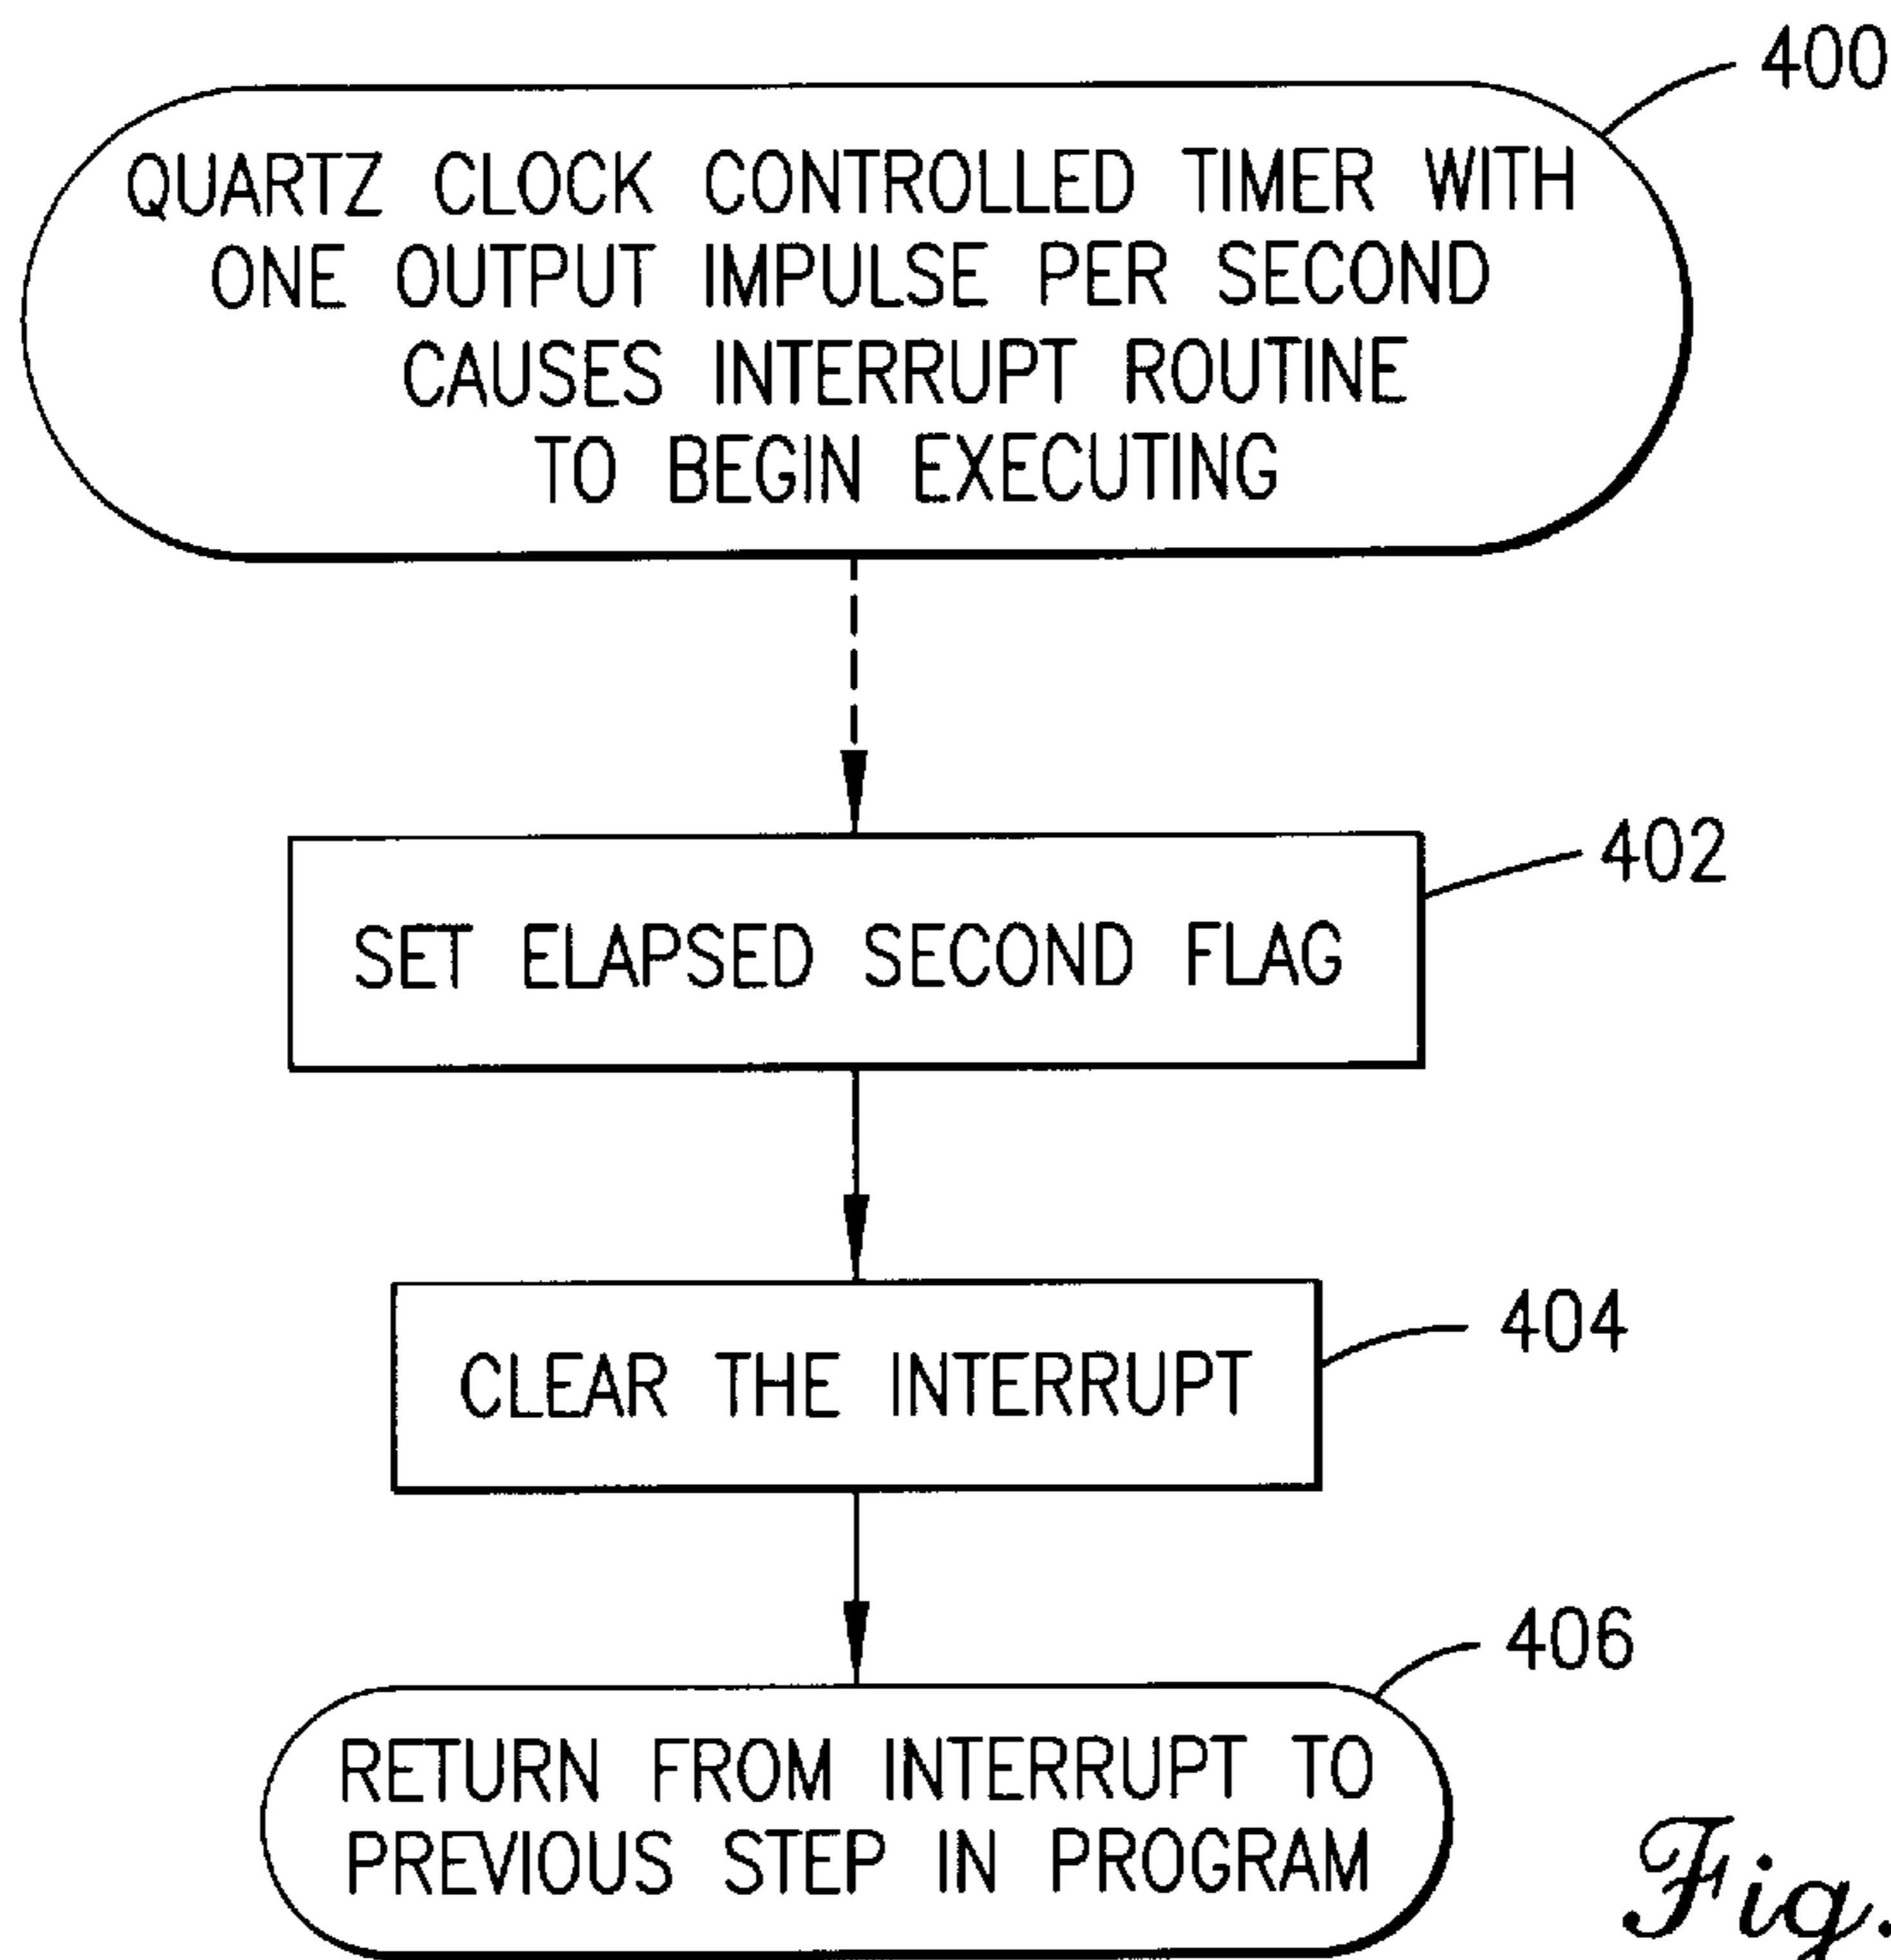 400
QUARTZ CLOCK CONTROLLED TIMER WITH
ONE OUTPUT IMPULSE PER SECOND
CAUSES INTERRUPT ROUTINE
TO BEGIN EXECUTING
402
SET ELAPSED SECOND FLAG
404
CLEAR THE INTERRUPT
406
RETURN FROM INTERRUPT TO
PREVIOUS STEP IN PROGRAM
Fig.